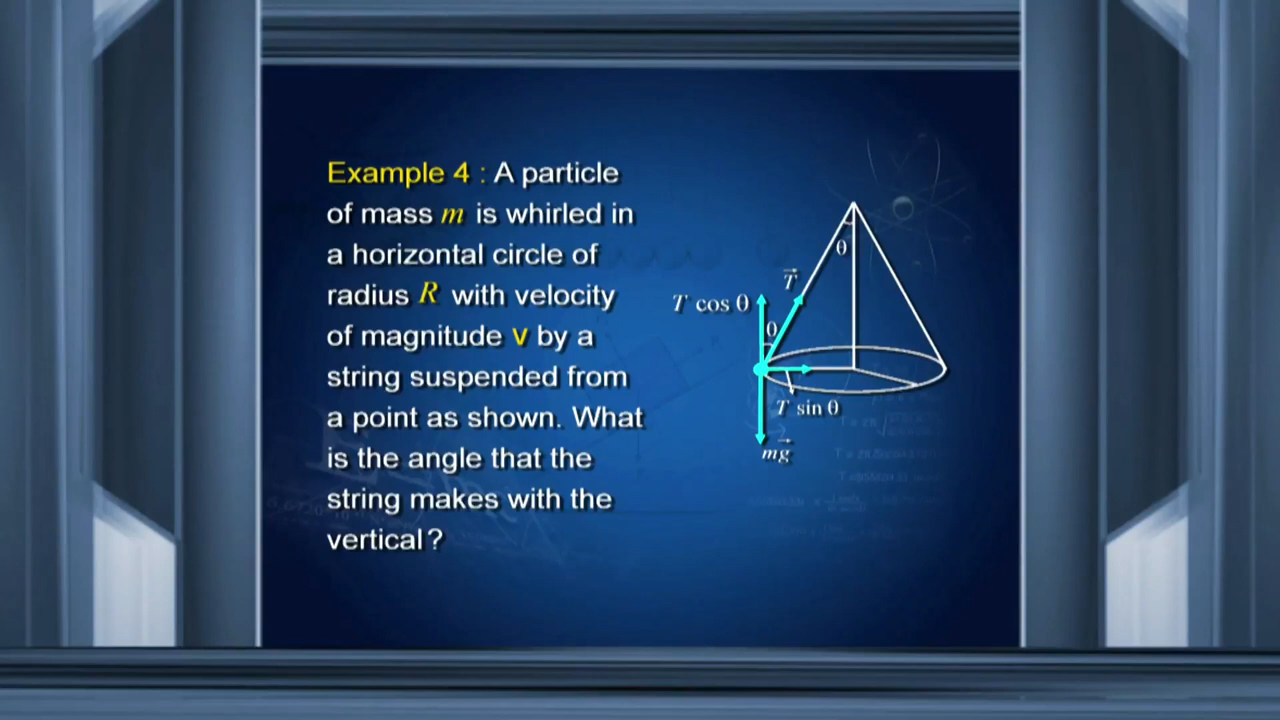 Example 4 : A particle
of mass m is whirled in
a horizontal circle of
radius R with velocity
of magnitude v by a
string suspended from
a point as shown. What
is the angle that the
string makes with the
vertical ?
θ
T⃗
T cos θ
θ
T sin θ
mg⃗